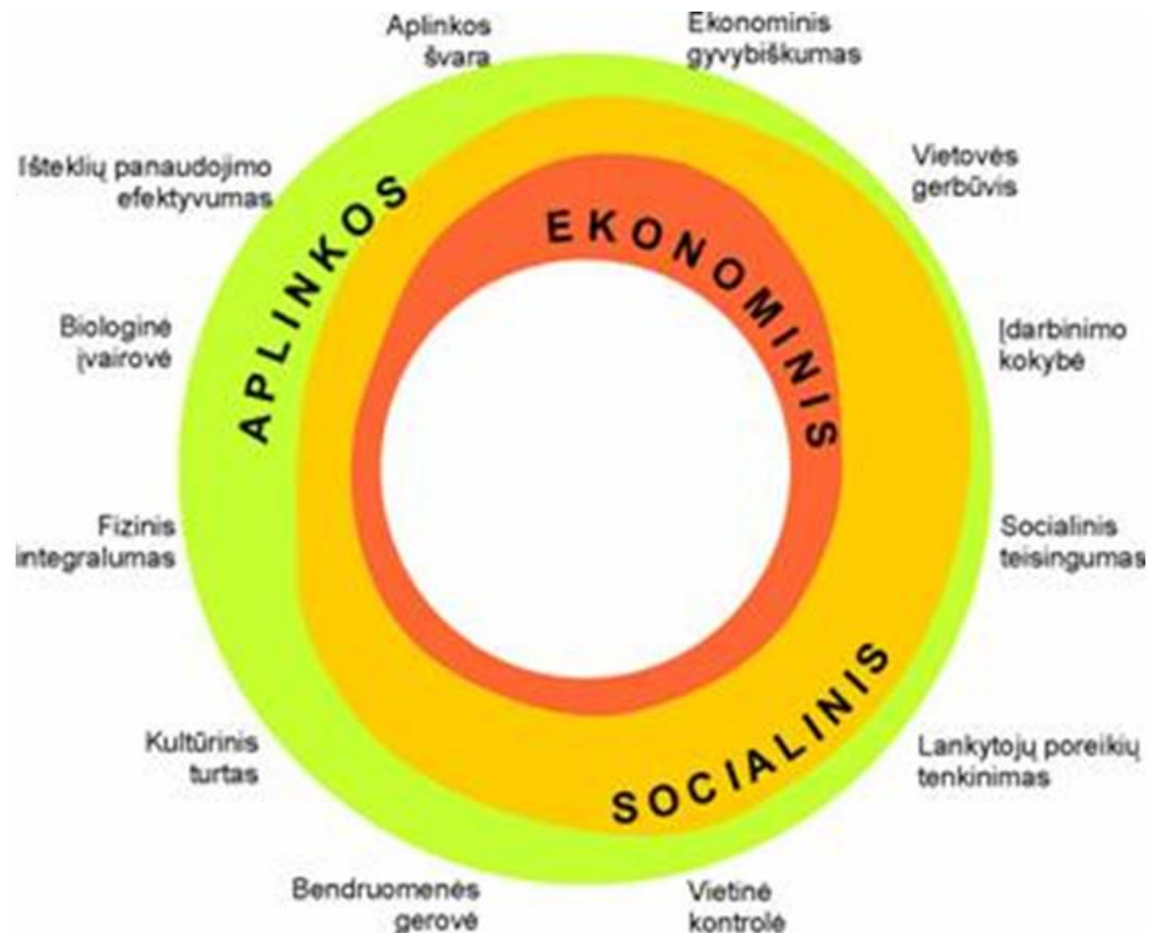 Aplinkos
švara
Ekonominis
gyvybiškumas
Išteklių panaudojimo
efektyvumas
Vietovės
gerbūvis
APLINKOS
EKONOMINIS
Biologinė
įvairovė
Įdarbinimo
kokybė
Fizinis
integralumas
Socialinis
teisingumas
SOCIALINIS
Kultūrinis
turtas
Lankytojų poreikių
tenkinimas
Bendruomenės
gerovė
Vietinė
kontrolė